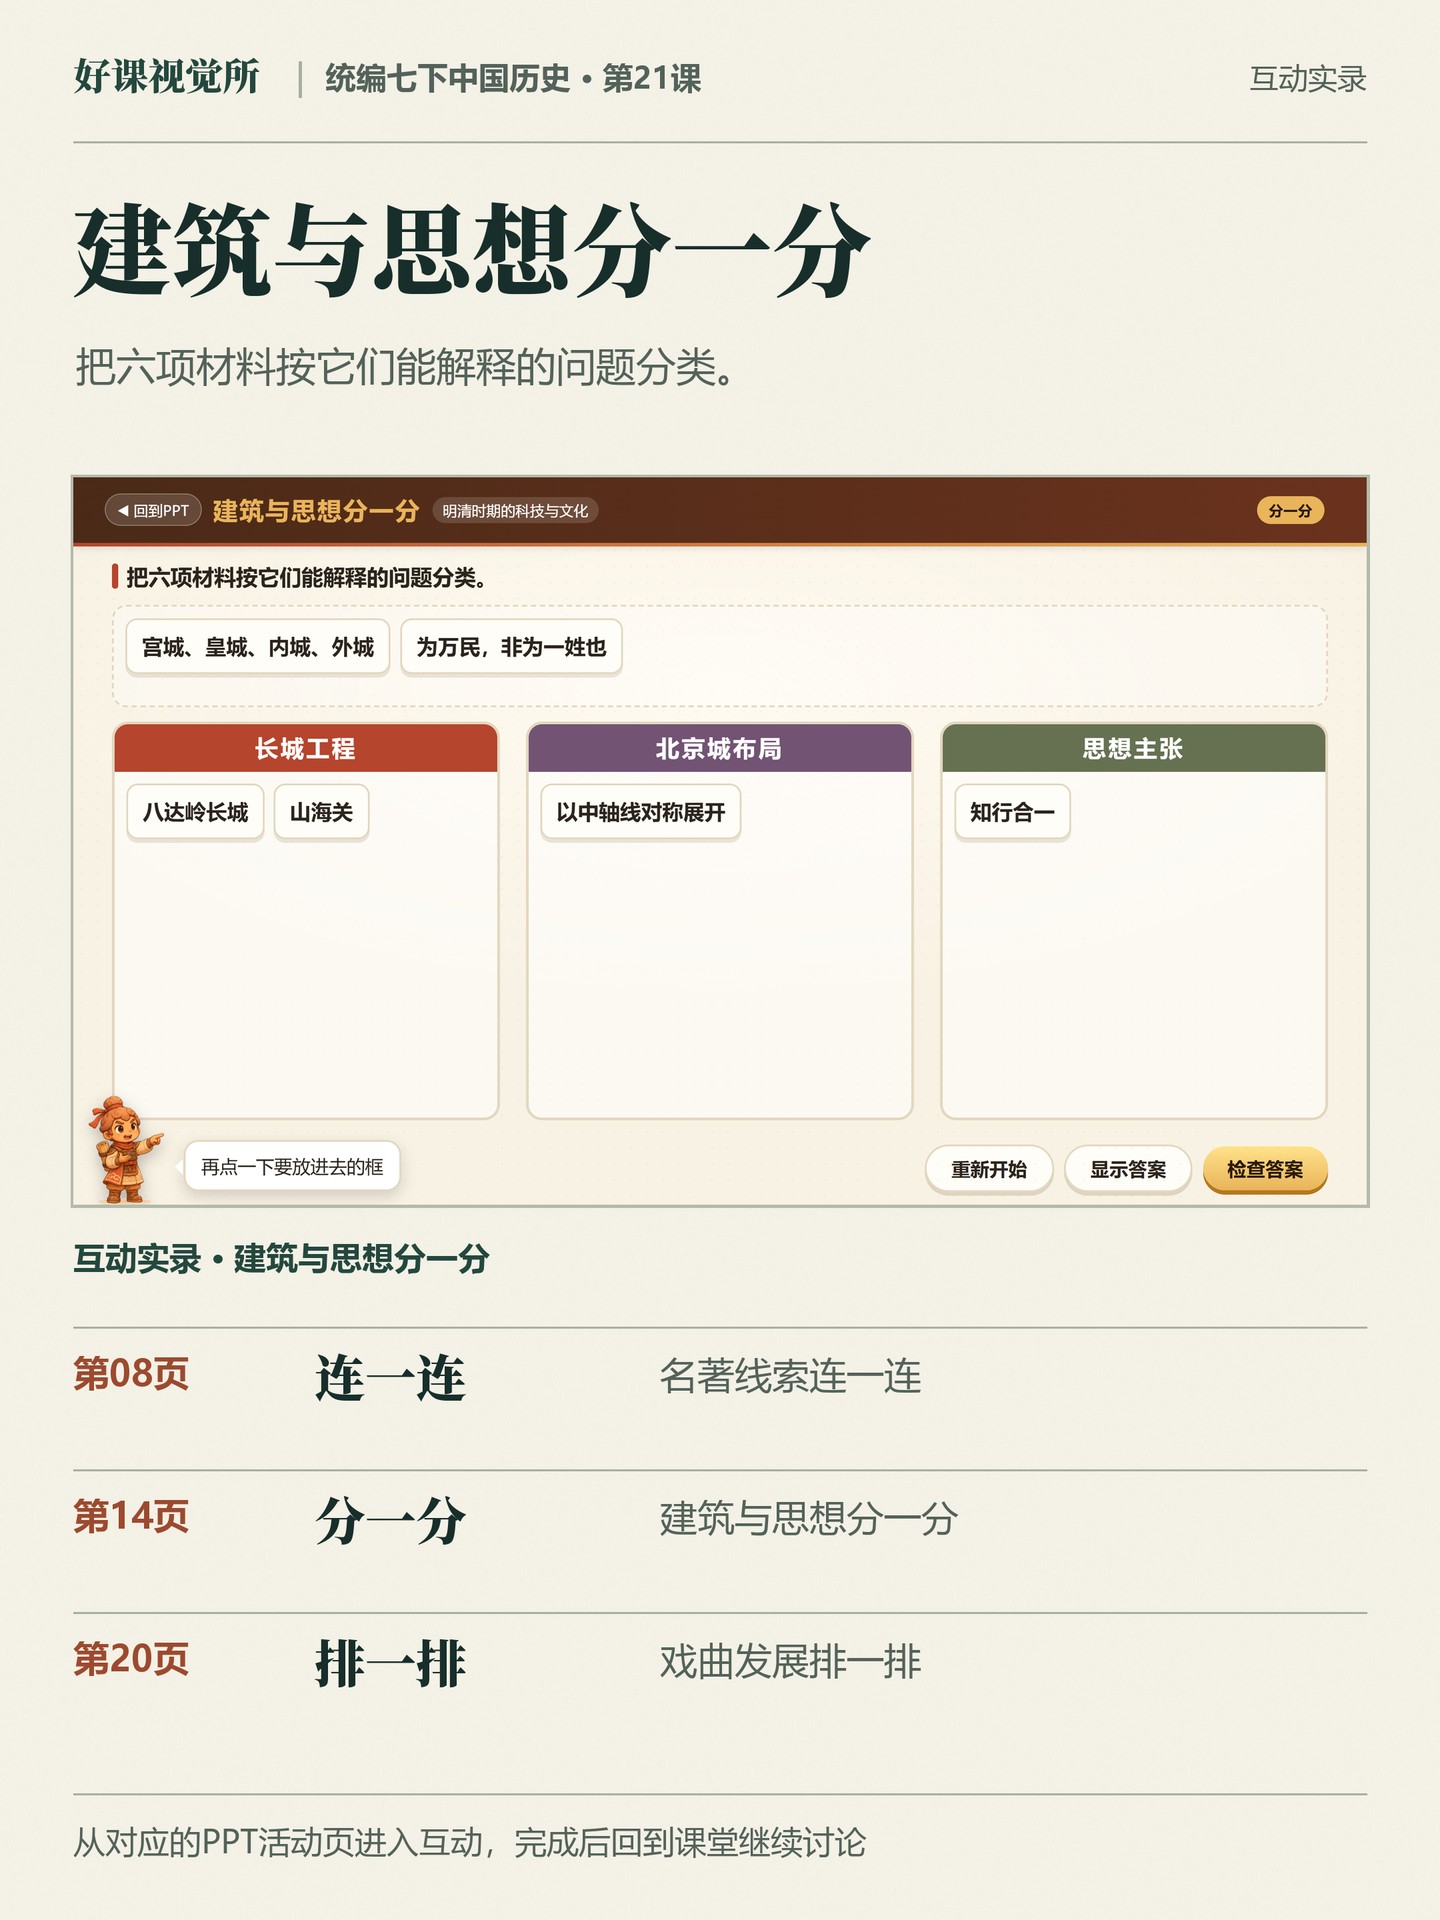 好课视觉所 | 统编七下中国历史·第21课 互动实录
建筑与思想分一分
把六项材料按它们能解释的问题分类。
◀ 回到PPT 建筑与思想分一分 明清时期的科技与文化 分一分
把六项材料按它们能解释的问题分类。
宫城、皇城、内城、外城 为万民，非为一姓也
长城工程 北京城布局 思想主张
八达岭长城 山海关 以中轴线对称展开 知行合一
再点一下要放进去的框 重新开始 显示答案 检查答案
互动实录·建筑与思想分一分
第08页 连一连 名著线索连一连
第14页 分一分 建筑与思想分一分
第20页 排一排 戏曲发展排一排
从对应的PPT活动页进入互动，完成后回到课堂继续讨论